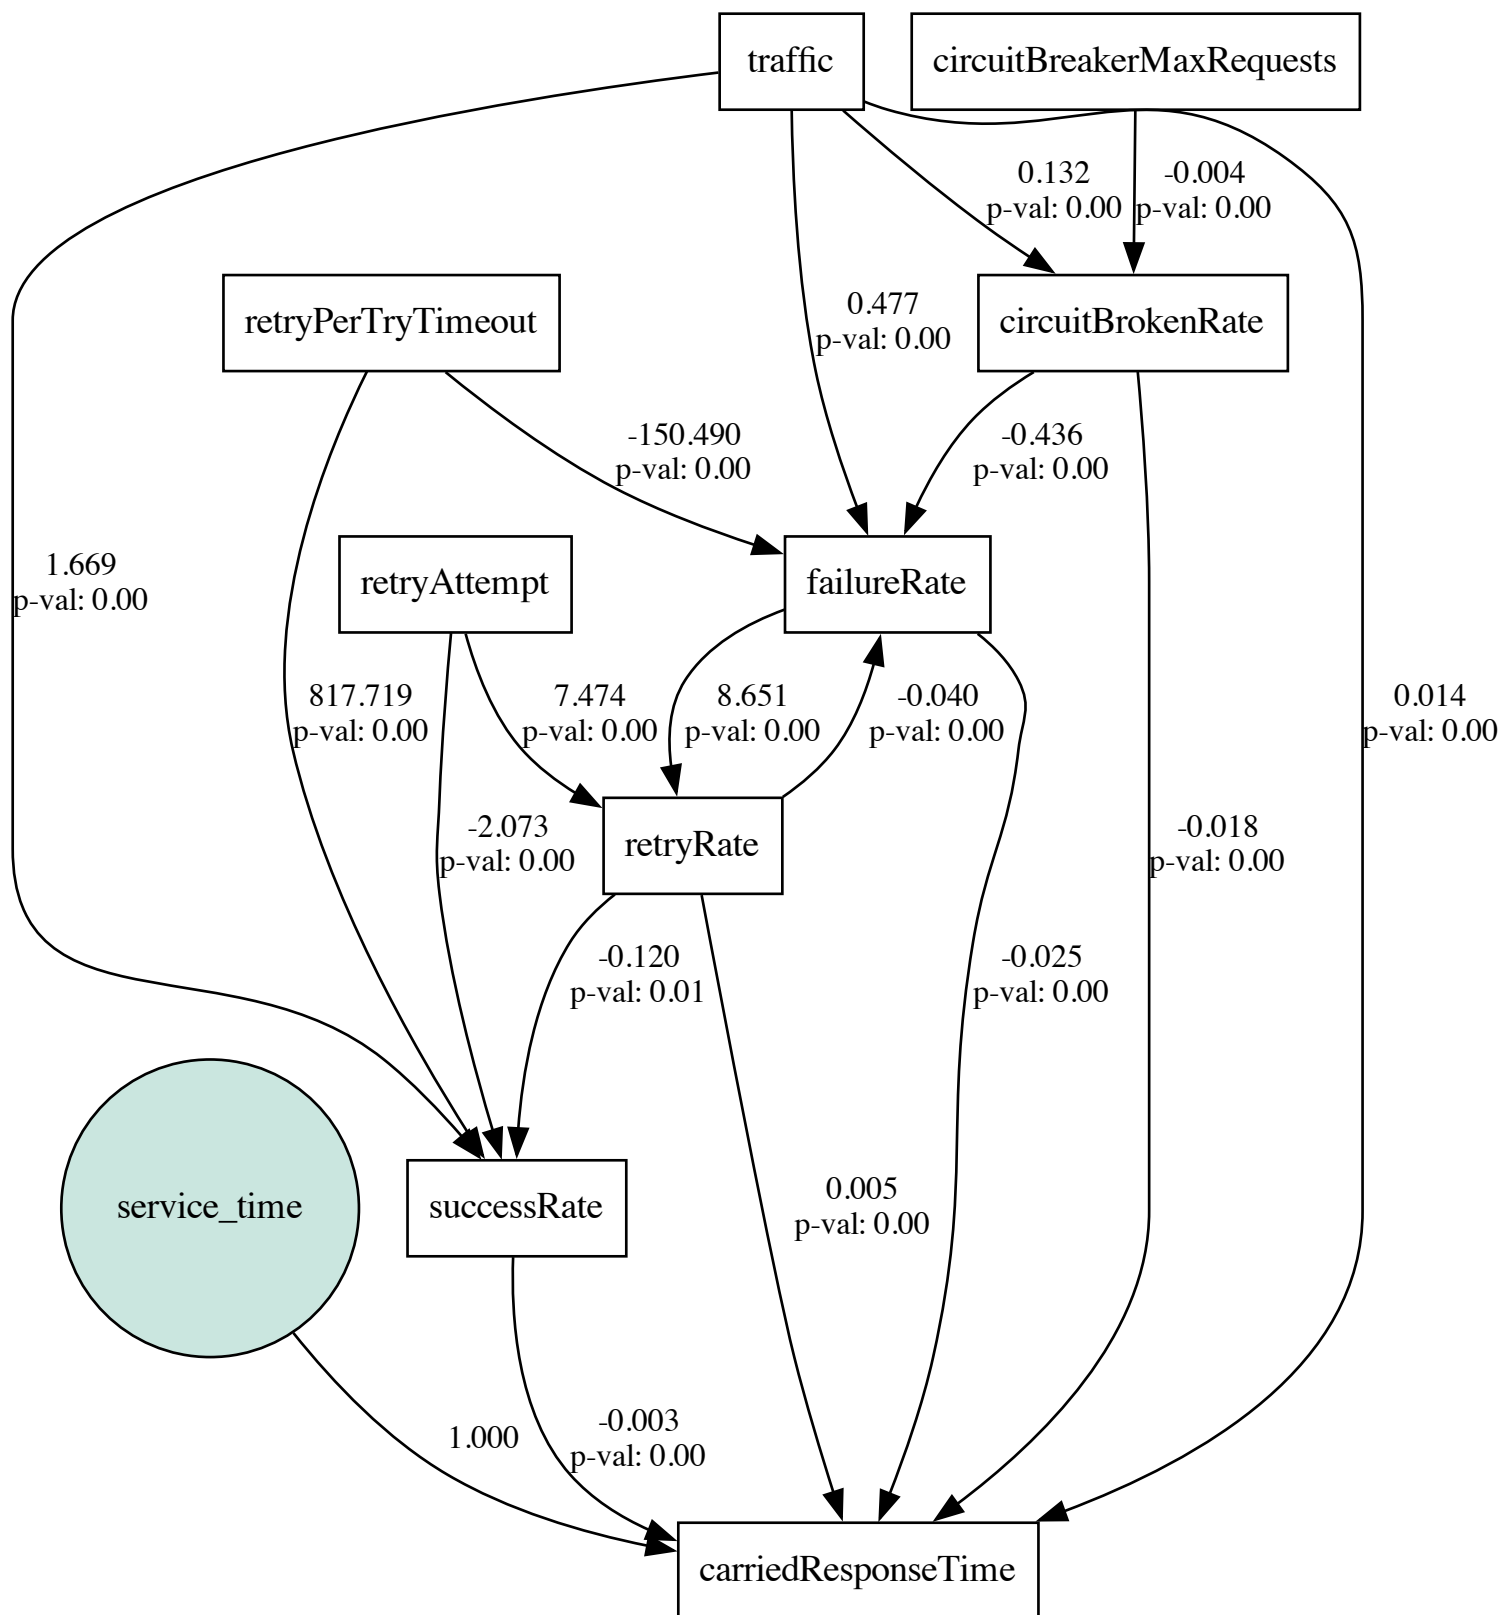 traffic
circuitBreakerMaxRequests
0.132
p-val: 0.00
-0.004
p-val: 0.00
retryPerTryTimeout
0.477
p-val: 0.00
circuitBrokenRate
-150.490
p-val: 0.00
-0.436
p-val: 0.00
1.669
p-val: 0.00
retryAttempt
failureRate
817.719
p-val: 0.00
7.474
p-val: 0.00
8.651
p-val: 0.00
-0.040
p-val: 0.00
0.014
p-val: 0.00
-2.073
p-val: 0.00
retryRate
-0.018
p-val: 0.00
-0.120
p-val: 0.01
-0.025
p-val: 0.00
service_time
successRate
0.005
p-val: 0.00
1.000
-0.003
p-val: 0.00
carriedResponseTime